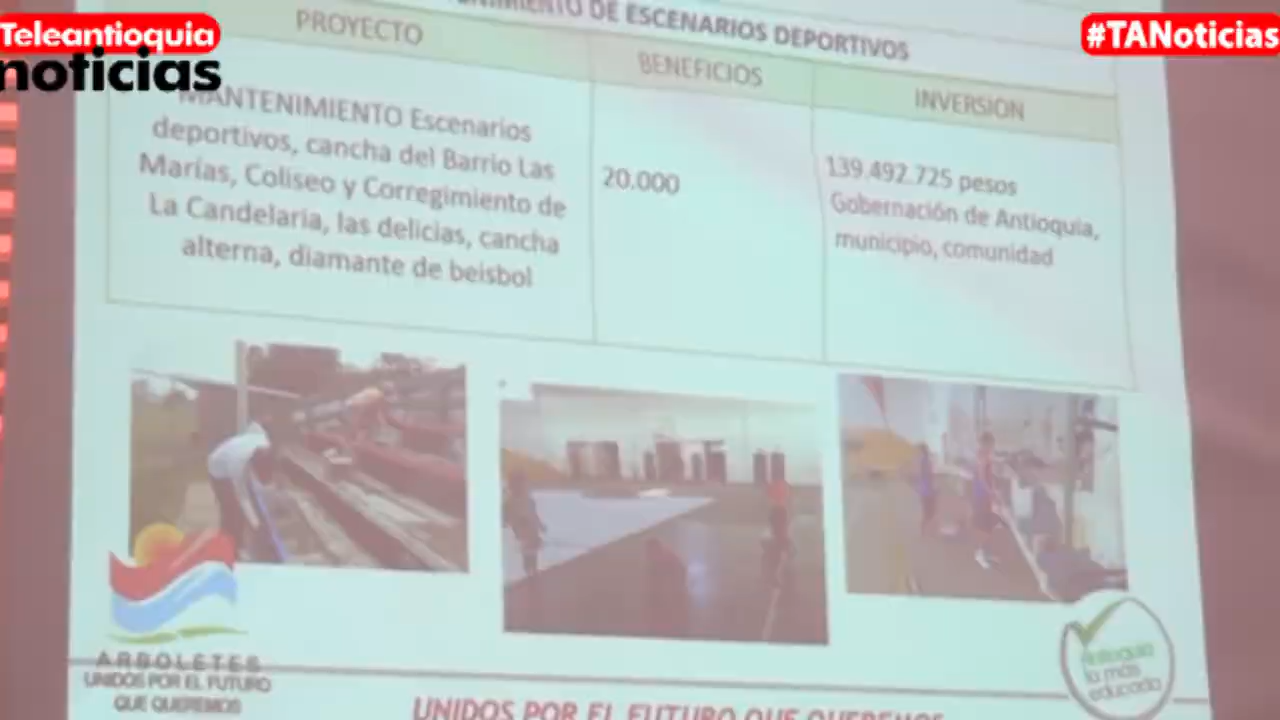 Teleantioquia
noticias
#TANoticias
DE ESCENARIOS DEPORTIVOS
PROYECTO
BENEFICIOS
INVERSION
MANTENIMIENTO Escenarios
deportivos, cancha del Barrio Las
Marías, Coliseo y Corregimiento de
La Candelaria, las delicias, cancha
alterna, diamante de beisbol
20.000
139.492.725 pesos
Gobernación de Antioquia,
municipio, comunidad
ARBOLETES
UNIDOS POR EL FUTURO
QUE QUEREMOS
Antioquia
la más
educada
UNIDOS POR EL FUTURO QUE QUEREMOS